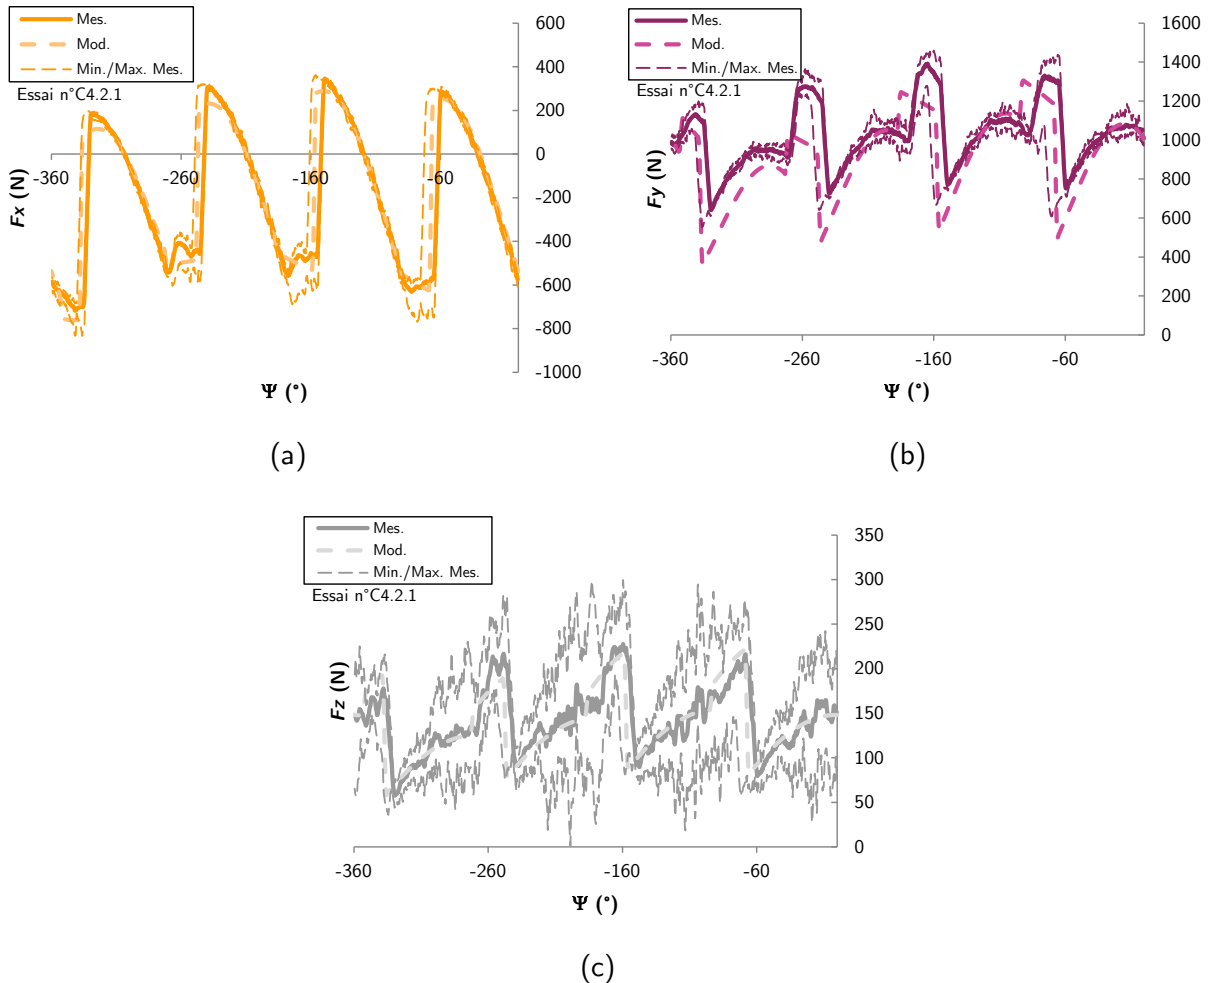 Mes.
Mod.
Min./Max. Mes.
Essai n°C4.2.1
600
400
200
0
-200
-400
-600
-800
-1000
-360
-260
-160
-60
Fx (N)
Ψ (°)
(a)
Mes.
Mod.
Min./Max. Mes.
Essai n°C4.2.1
1600
1400
1200
1000
800
600
400
200
0
-360
-260
-160
-60
Fy (N)
Ψ (°)
(b)
Mes.
Mod.
Min./Max. Mes.
Essai n°C4.2.1
350
300
250
200
150
100
50
0
-360
-260
-160
-60
Fz (N)
Ψ (°)
(c)